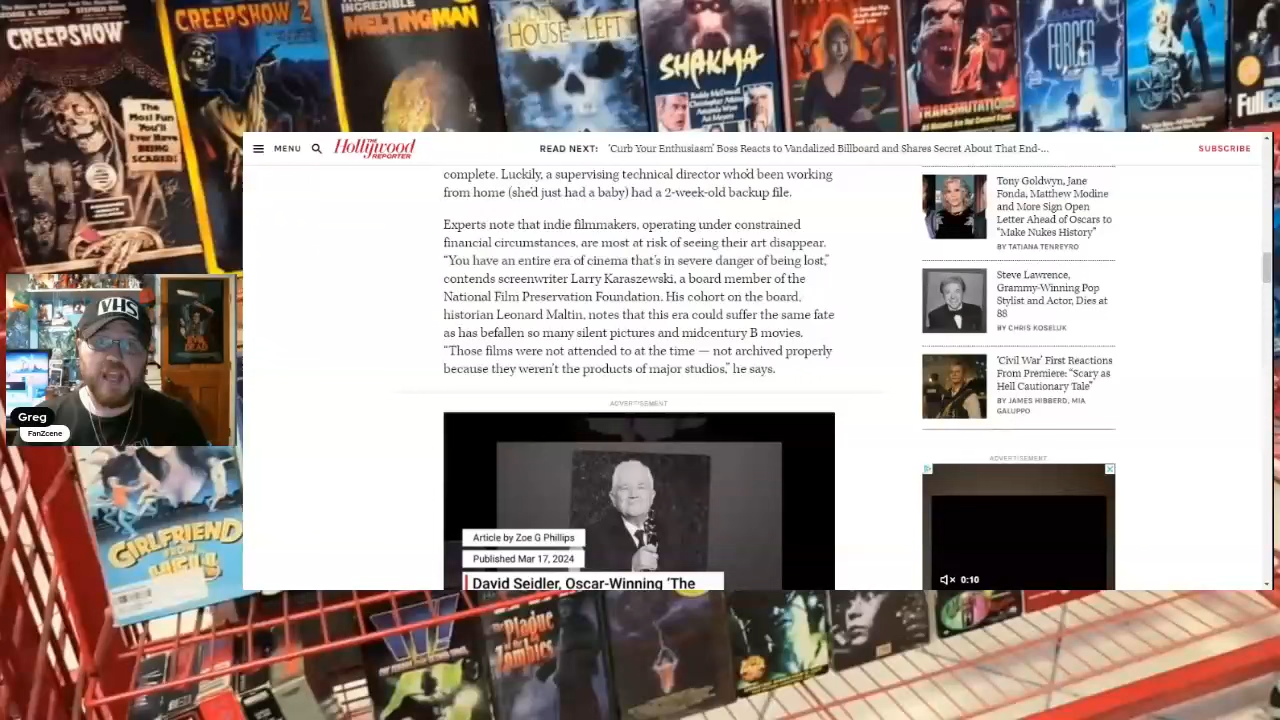 CREEPSHOW
The
Most Fun
You'll
Ever Have
BEING
SCARED!
CREEPSHOW 2
INCREDIBLE
MELTING MAN
HOUSE
LEFT
SHAKMA
TRANSMUTATIONS
FORCES
Full
MENU
THE
Hollywood
REPORTER
READ NEXT: 'Curb Your Enthusiasm' Boss Reacts to Vandalized Billboard and Shares Secret About That End-...
SUBSCRIBE
complete. Luckily, a supervising technical director who'd been working
from home (she'd just had a baby) had a 2-week-old backup file.
Experts note that indie filmmakers, operating under constrained
financial circumstances, are most at risk of seeing their art disappear.
“You have an entire era of cinema that's in severe danger of being lost,”
contends screenwriter Larry Karaszewski, a board member of the
National Film Preservation Foundation. His cohort on the board,
historian Leonard Maltin, notes that this era could suffer the same fate
as has befallen so many silent pictures and midcentury B movies.
“Those films were not attended to at the time — not archived properly
because they weren't the products of major studios,” he says.
ADVERTISEMENT
Article by Zoe G Phillips
Published Mar 17, 2024
David Seidler, Oscar-Winning ‘The
Tony Goldwyn, Jane
Fonda, Matthew Modine
and More Sign Open
Letter Ahead of Oscars to
“Make Nukes History”
BY TATIANA TENREYRO
Steve Lawrence,
Grammy-Winning Pop
Stylist and Actor, Dies at
88
BY CHRIS KOSELUK
‘Civil War’ First Reactions
From Premiere: “Scary as
Hell Cautionary Tale”
BY JAMES HIBBERD, MIA
GALUPPO
ADVERTISEMENT
0:10
VHS
Greg
FanZcene
GIRLFRIEND
FROM
The
Plague
of the
Zombies